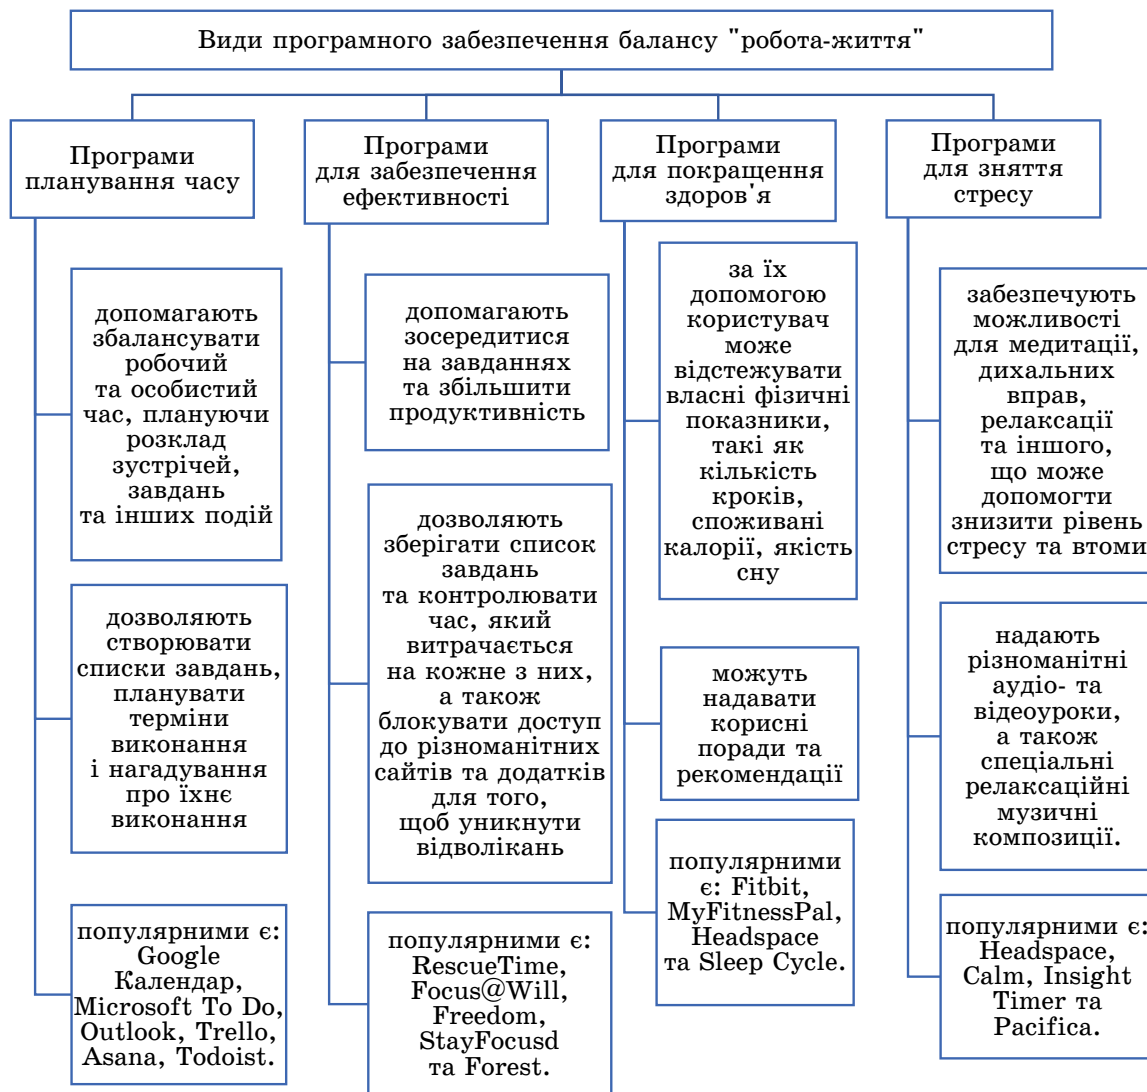 Види програмного забезпечення балансу "робота-життя"
Програми
планування часу
допомагають
збалансувати
робочий
та особистий
час, плануючи
розклад
зустрічей,
завдань
та інших подій
дозволяють
створювати
списки завдань,
планувати
терміни
виконання
і нагадування
про їхнє
виконання
популярними є:
Google
Календар,
Microsoft To Do,
Outlook, Trello,
Asana, Todoist.
Програми
для забезпечення
ефективності
допомагають
зосередитися
на завданнях
та збільшити
продуктивність
дозволяють
зберігати список
завдань
та контролювати
час, який
витрачається
на кожне з них,
а також
блокувати доступ
до різноманітних
сайтів та додатків
для того,
щоб уникнути
відволікань
популярними є:
RescueTime,
Focus@Will,
Freedom,
StayFocusd
та Forest.
Програми
для покращення
здоров'я
за їх
допомогою
користувач
може
відстежувати
власні фізичні
показники,
такі як
кількість
кроків,
споживані
калорії, якість
сну
можуть
надавати
корисні
поради та
рекомендації
популярними
є: Fitbit,
MyFitnessPal,
Headspace
та Sleep Cycle.
Програми
для зняття
стресу
забезпечують
можливості
для медитації,
дихальних
вправ,
релаксації
та іншого,
що може
допомогти
знизити рівень
стресу та втоми
надають
різноманітні
аудіо- та
відеоуроки,
а також
спеціальні
релаксаційні
музичні
композиції.
популярними є:
Headspace,
Calm, Insight
Timer та
Pacifica.